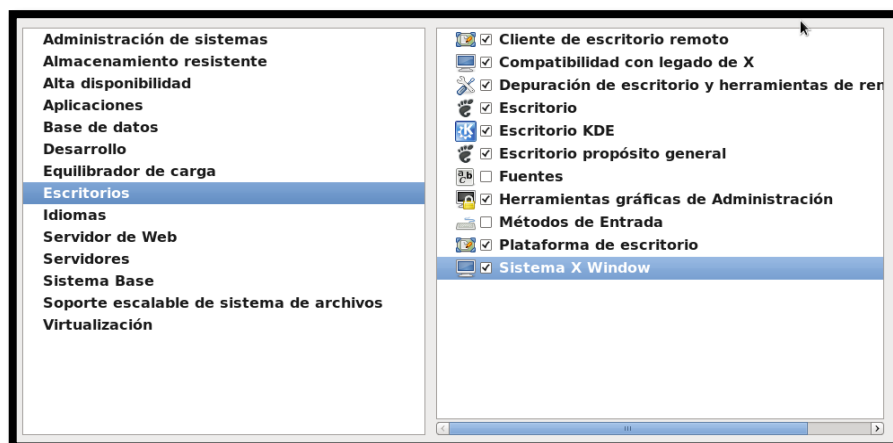 Administración de sistemas
Almacenamiento resistente
Alta disponibilidad
Aplicaciones
Base de datos
Desarrollo
Equilibrador de carga
Escritorios
Idiomas
Servidor de Web
Servidores
Sistema Base
Soporte escalable de sistema de archivos
Virtualización
Cliente de escritorio remoto
Compatibilidad con legado de X
Depuración de escritorio y herramientas de ren
Escritorio
Escritorio KDE
Escritorio propósito general
Fuentes
Herramientas gráficas de Administración
Métodos de Entrada
Plataforma de escritorio
Sistema X Window